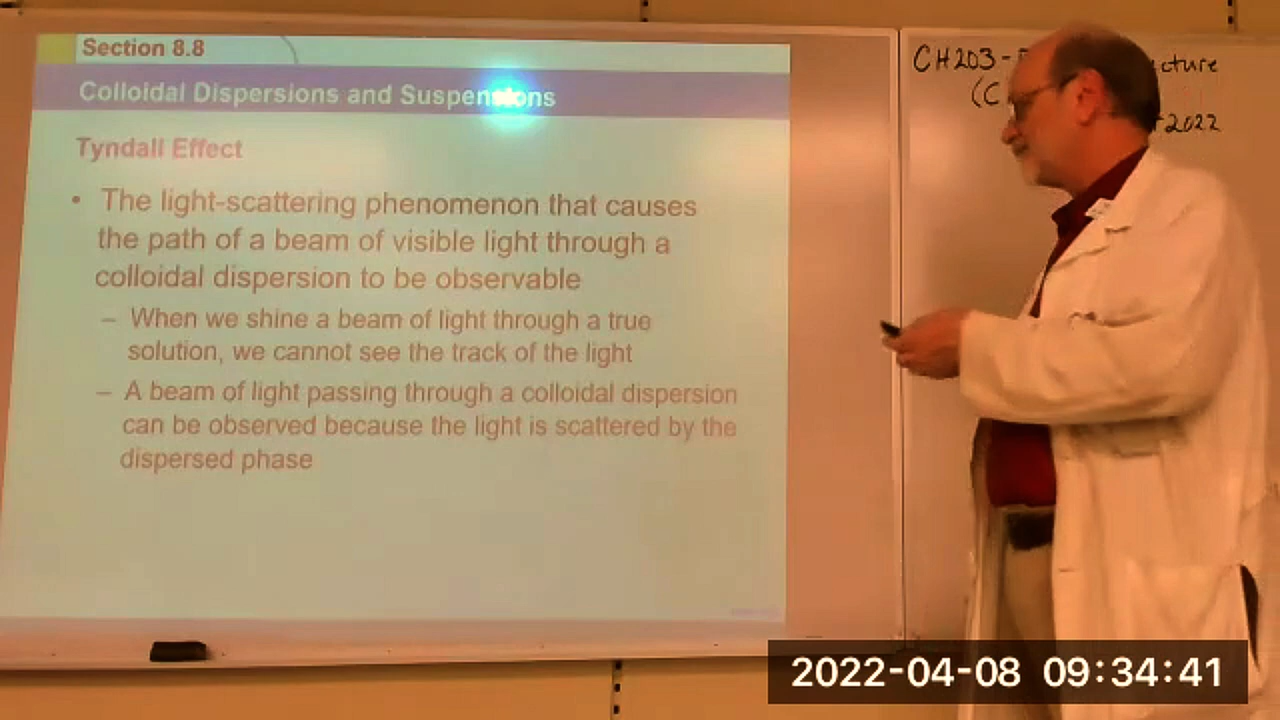 Section 8.8
Colloidal Dispersions and Suspensions
Tyndall Effect
• The light-scattering phenomenon that causes
the path of a beam of visible light through a
colloidal dispersion to be observable
– When we shine a beam of light through a true
solution, we cannot see the track of the light
– A beam of light passing through a colloidal dispersion
can be observed because the light is scattered by the
dispersed phase
CH203-
(C
2022
2022-04-08 09:34:41